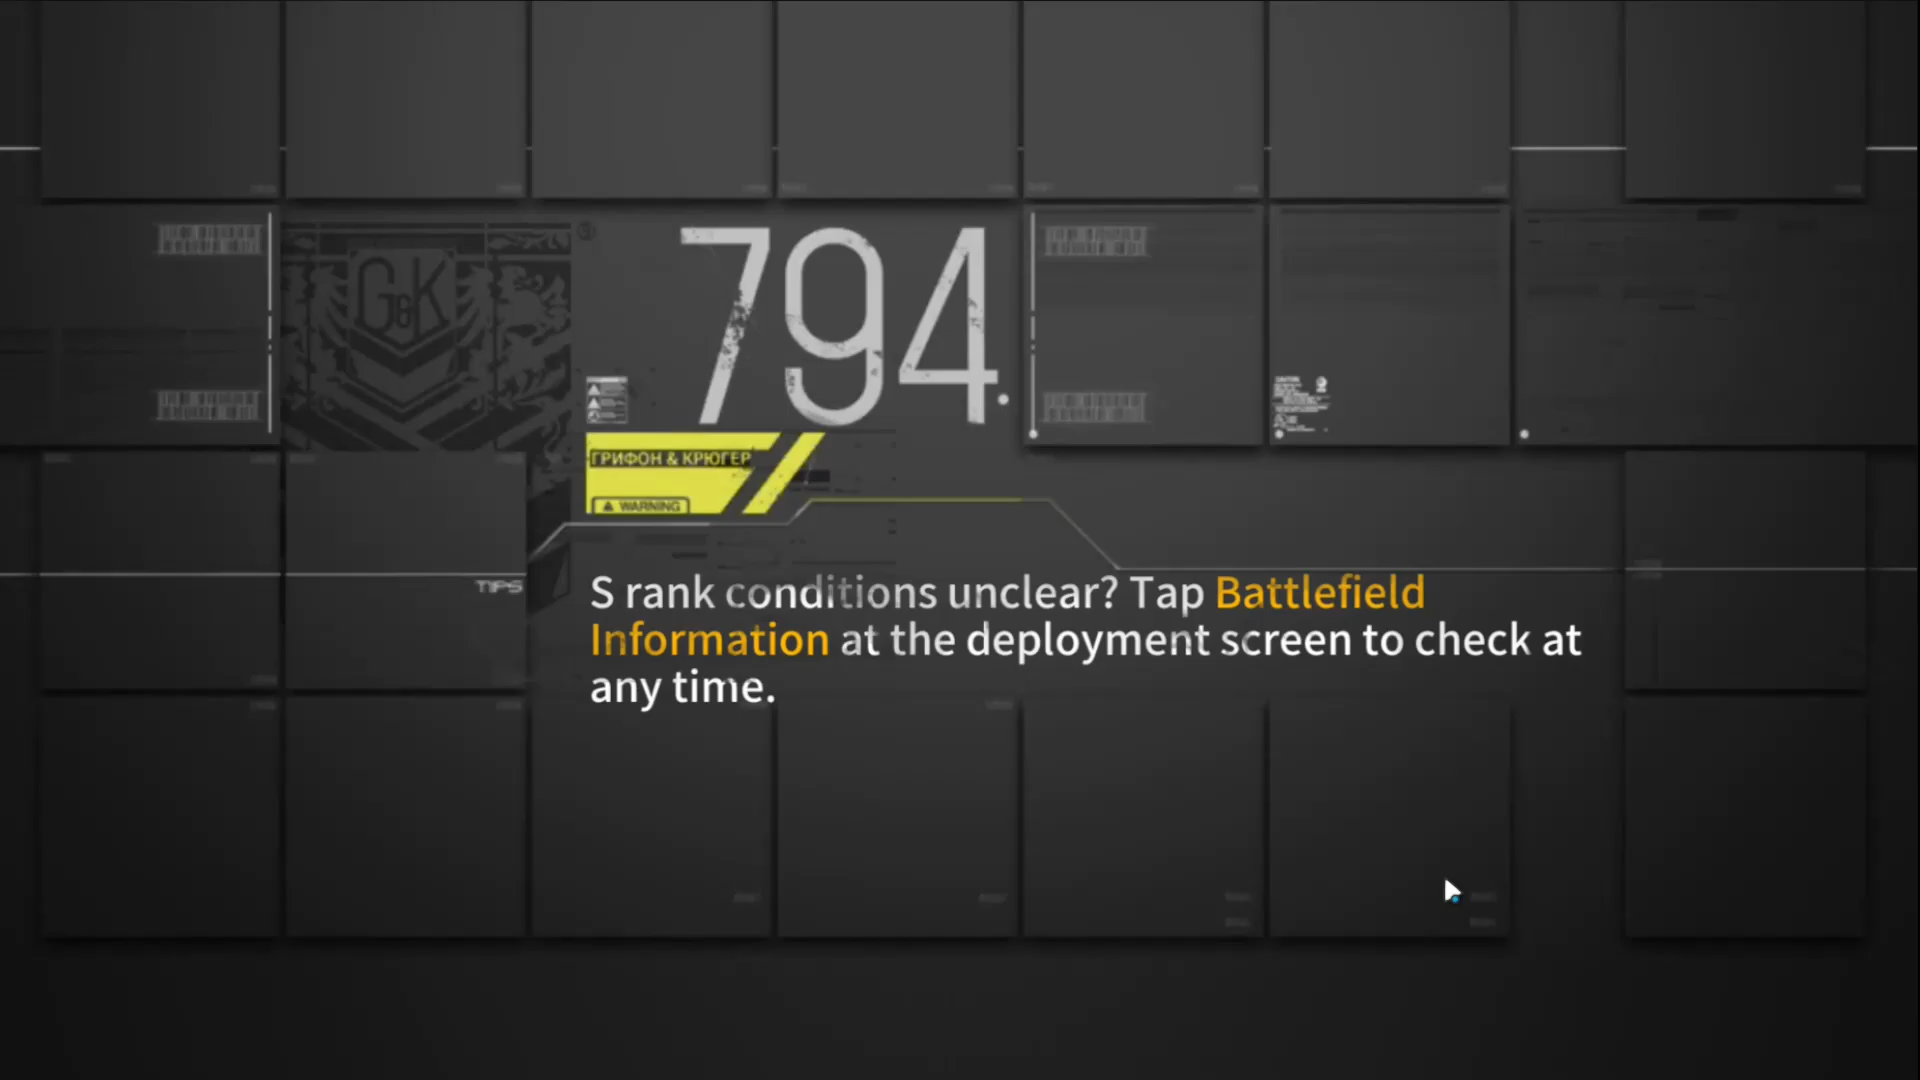 G&K
794.
ГРИФОН & КРЮГЕР
WARNING
TIPS
S rank conditions unclear? Tap Battlefield
Information at the deployment screen to check at
any time.